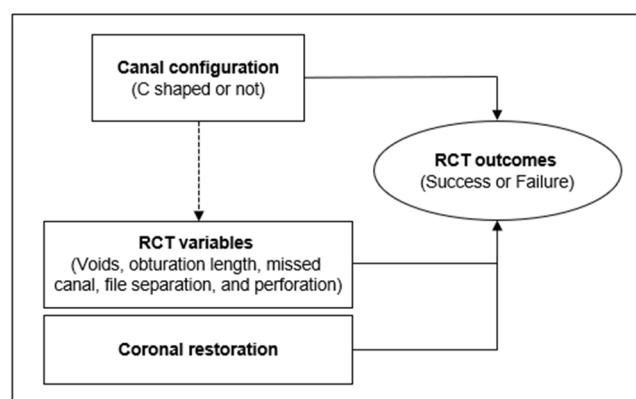 Canal configuration
(C shaped or not)
RCT outcomes
(Success or Failure)
RCT variables
(Voids, obturation length, missed
canal, file separation, and perforation)
Coronal restoration